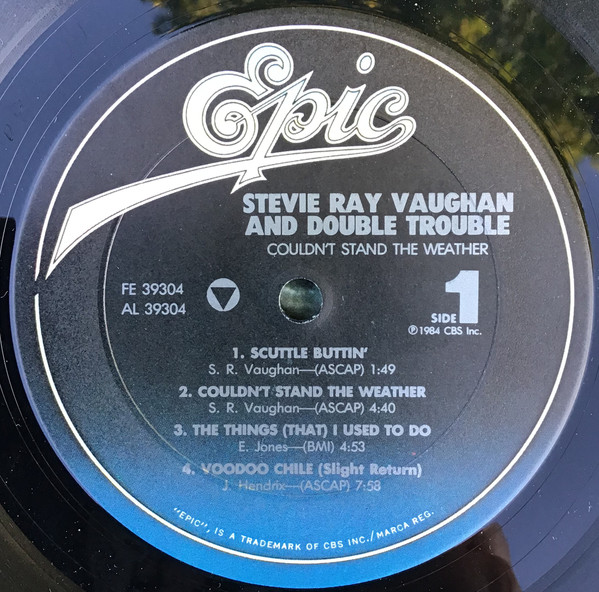 Epic
STEVIE RAY VAUGHAN
AND DOUBLE TROUBLE
COULDN'T STAND THE WEATHER
FE 39304
AL 39304
SIDE 1
℗1984 CBS Inc.
1. SCUTTLE BUTTIN'
S. R. Vaughan—(ASCAP) 1:49
2. COULDN'T STAND THE WEATHER
S. R. Vaughan—(ASCAP) 4:40
3. THE THINGS (THAT) I USED TO DO
E. Jones—(BMI) 4:53
4. VOODOO CHILE (Slight Return)
J. Hendrix—(ASCAP) 7:58
"EPIC", IS A TRADEMARK OF CBS INC./MARCA REG.